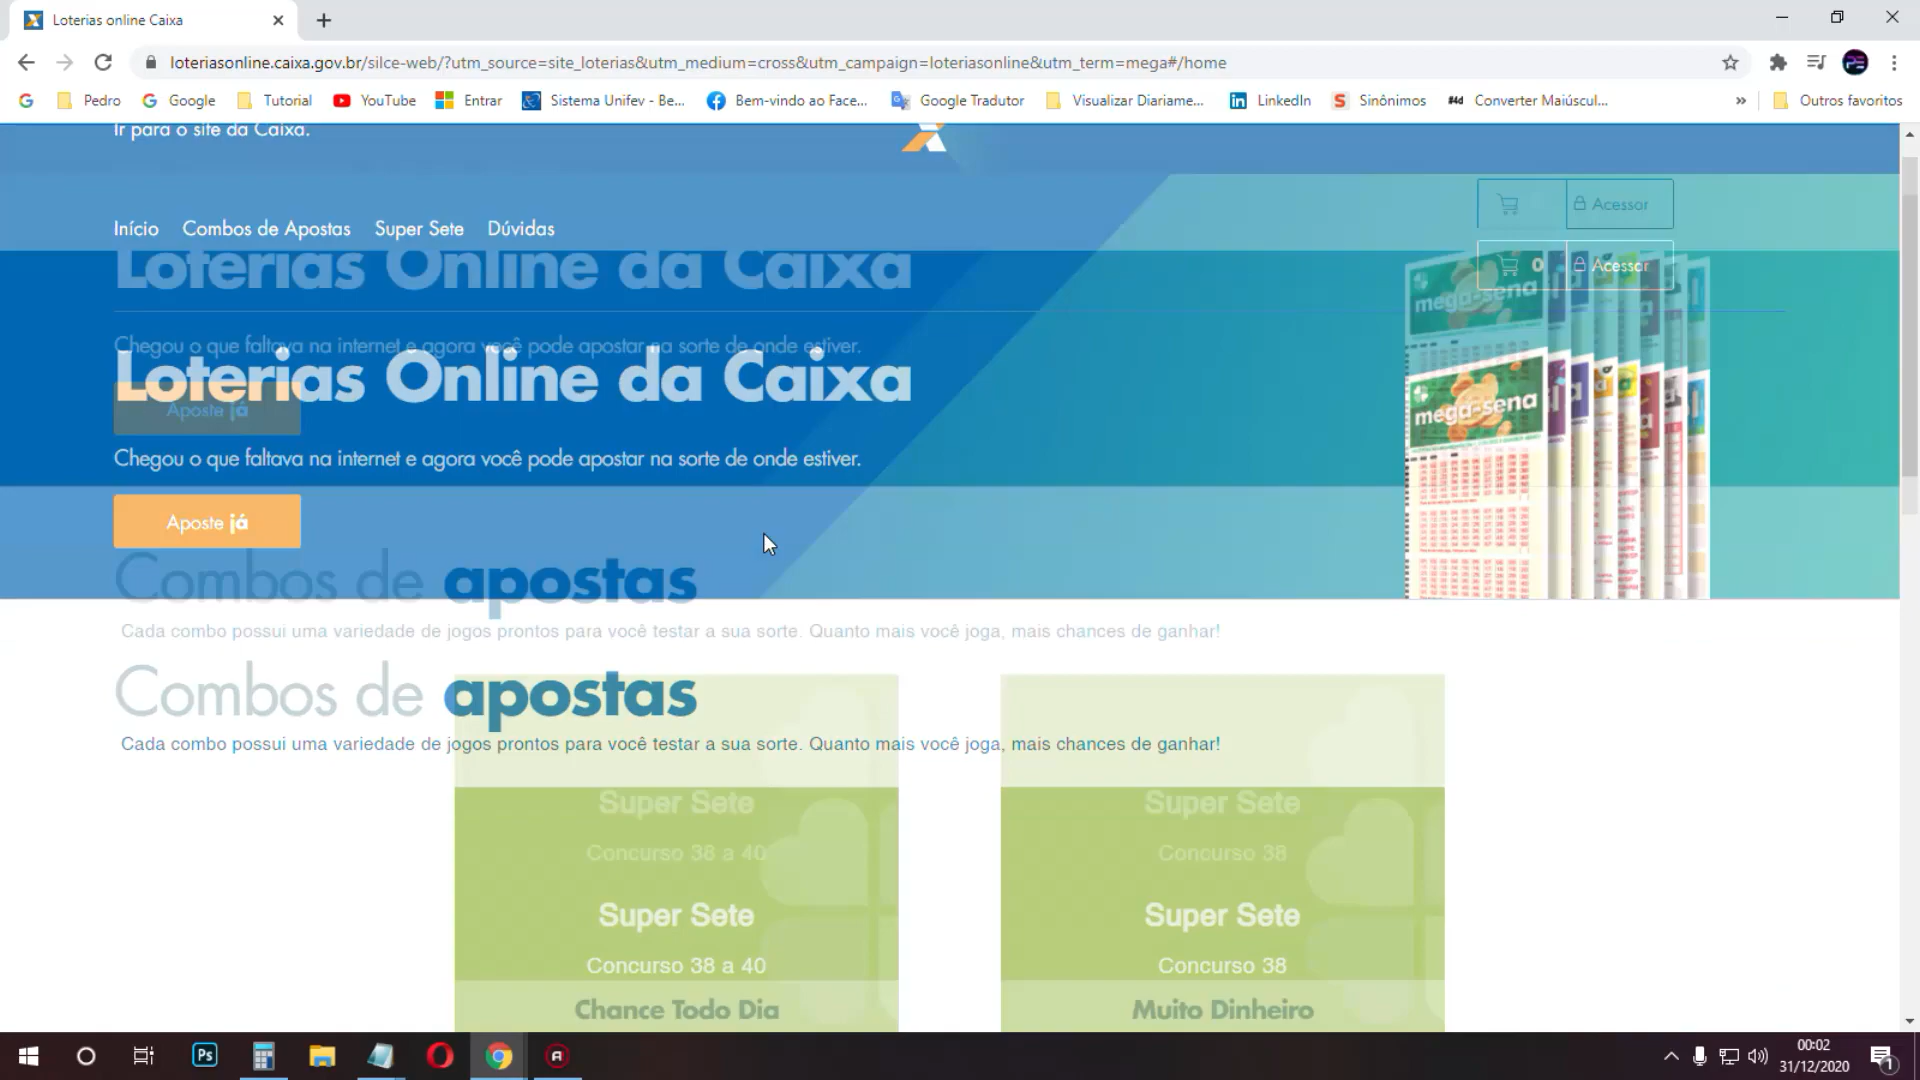 Loterias online Caixa
loteriasonline.caixa.gov.br/silce-web/?utm_source=site_loterias&utm_medium=cross&utm_campaign=loteriasonline&utm_term=mega#/home
Pedro Google Tutorial YouTube Entrar Sistema Unifev - Be... Bem-vindo ao Face... Google Tradutor Visualizar Diariame... LinkedIn Sinônimos Converter Maiúscul... » Outros favoritos
Ir para o site da Caixa.
Acessar
Início Combos de Apostas Super Sete Dúvidas
0 Acessar
Loterias Online da Caixa
mega-sena
Chegou o que faltava na internet e agora você pode apostar na sorte de onde estiver.
Loterias Online da Caixa
mega-sena
Aposte já
Chegou o que faltava na internet e agora você pode apostar na sorte de onde estiver.
Aposte já
Combos de apostas
Cada combo possui uma variedade de jogos prontos para você testar a sua sorte. Quanto mais você joga, mais chances de ganhar!
Combos de apostas
Cada combo possui uma variedade de jogos prontos para você testar a sua sorte. Quanto mais você joga, mais chances de ganhar!
Super Sete Super Sete
Concurso 38 a 40 Concurso 38
Super Sete Super Sete
Concurso 38 a 40 Concurso 38
Chance Todo Dia Muito Dinheiro
Ps
00:02
31/12/2020
1